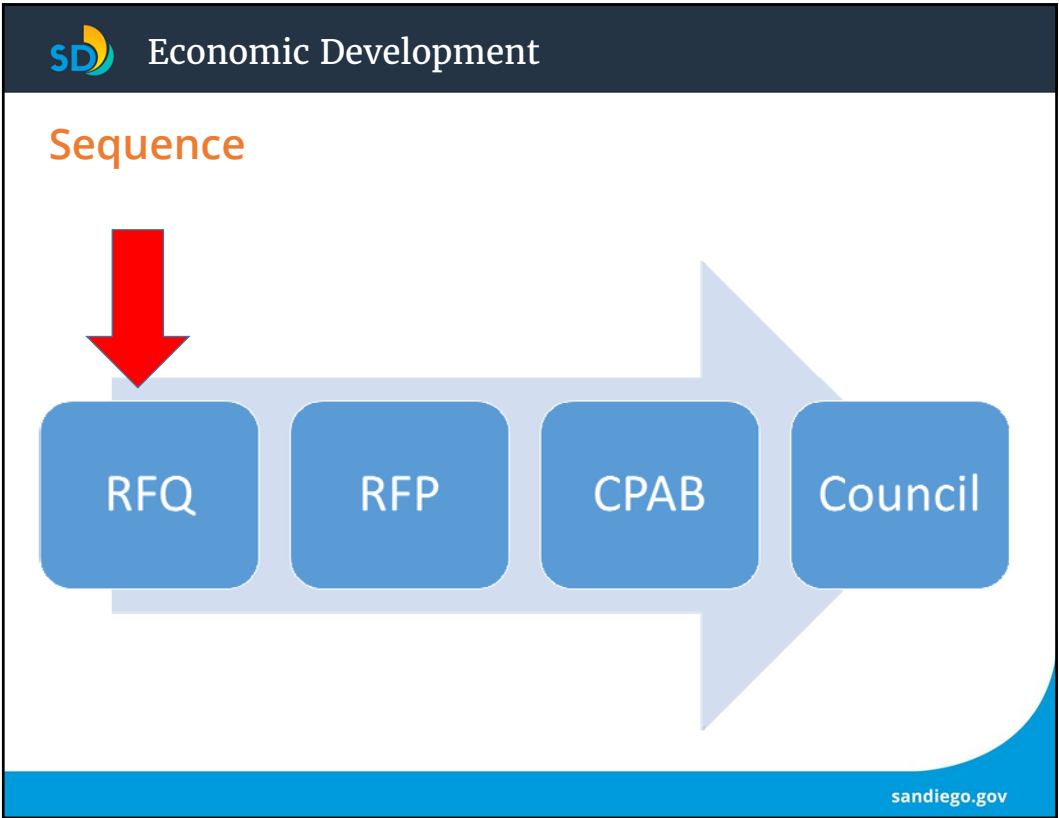 SD Economic Development
Sequence
RFQ RFP CPAB Council
sandiego.gov